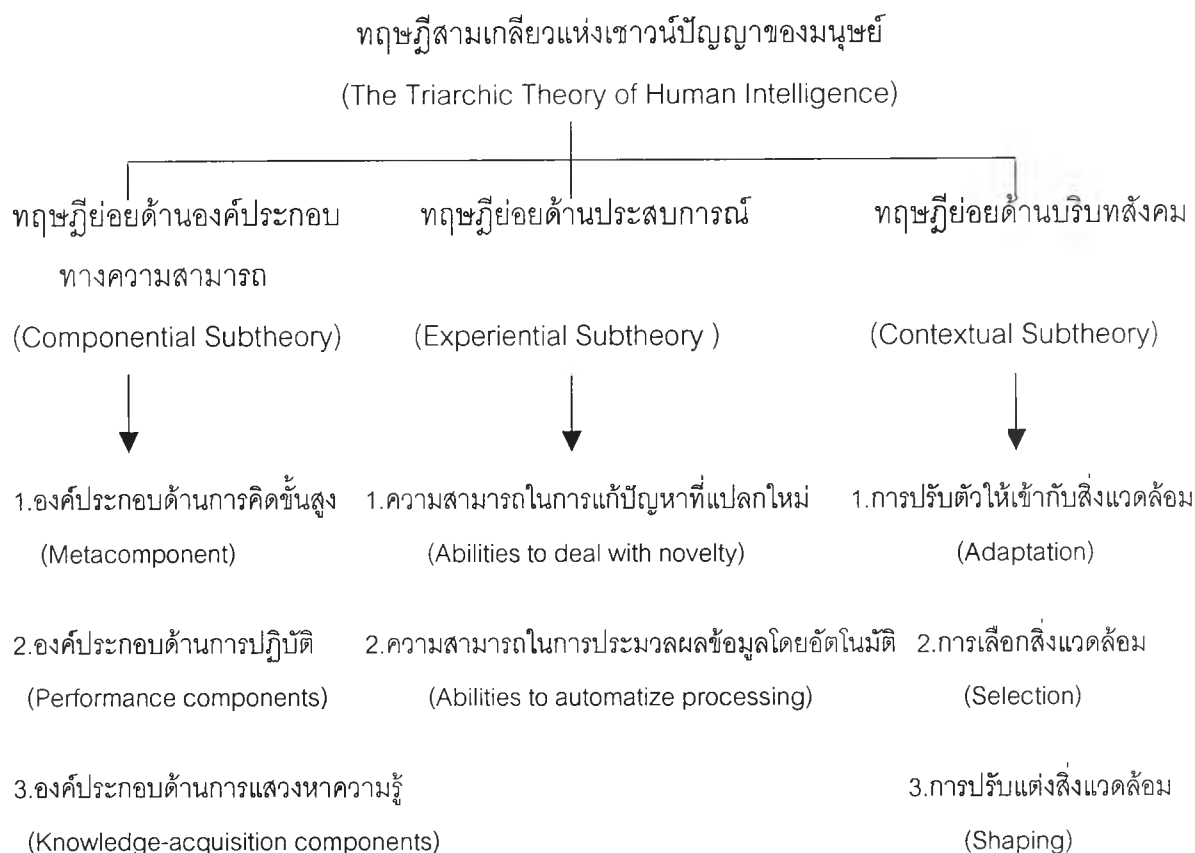 ทฤษฎีสามเกลียวแห่งเชาวน์ปัญญาของมนุษย์
(The Triarchic Theory of Human Intelligence)
ทฤษฎีย่อยด้านองค์ประกอบ
ทางความสามารถ
(Componential Subtheory)
ทฤษฎีย่อยด้านประสบการณ์
(Experiential Subtheory )
ทฤษฎีย่อยด้านบริบทสังคม
(Contextual Subtheory)
1.องค์ประกอบด้านการคิดขั้นสูง
(Metacomponent)
2.องค์ประกอบด้านการปฏิบัติ
(Performance components)
3.องค์ประกอบด้านการแสวงหาความรู้
(Knowledge-acquisition components)
1.ความสามารถในการแก้ปัญหาที่แปลกใหม่
(Abilities to deal with novelty)
2.ความสามารถในการประมวลผลข้อมูลโดยอัตโนมัติ
(Abilities to automatize processing)
1.การปรับตัวให้เข้ากับสิ่งแวดล้อม
(Adaptation)
2.การเลือกสิ่งแวดล้อม
(Selection)
3.การปรับแต่งสิ่งแวดล้อม
(Shaping)